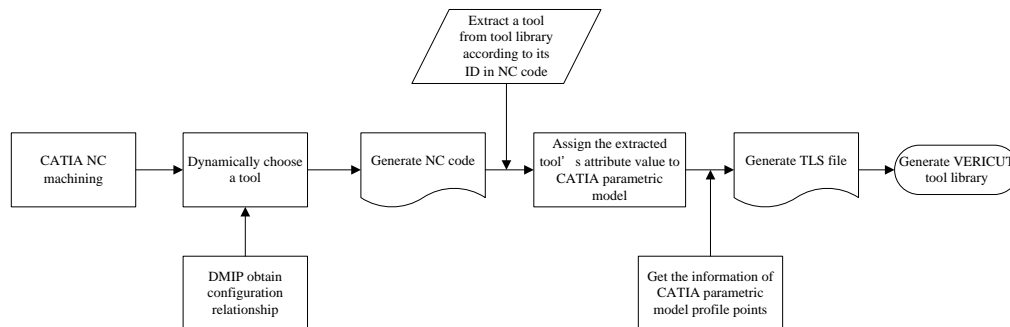 Extract a tool
from tool library
according to its
ID in NC code
CATIA NC
machining
Dynamically choose
a tool
Generate NC code
Assign the extracted
tool’s attribute value to
CATIA parametric
model
Generate TLS file
Generate VERICUT
tool library
DMIP obtain
configuration
relationship
Get the information of
CATIA parametric
model profile points